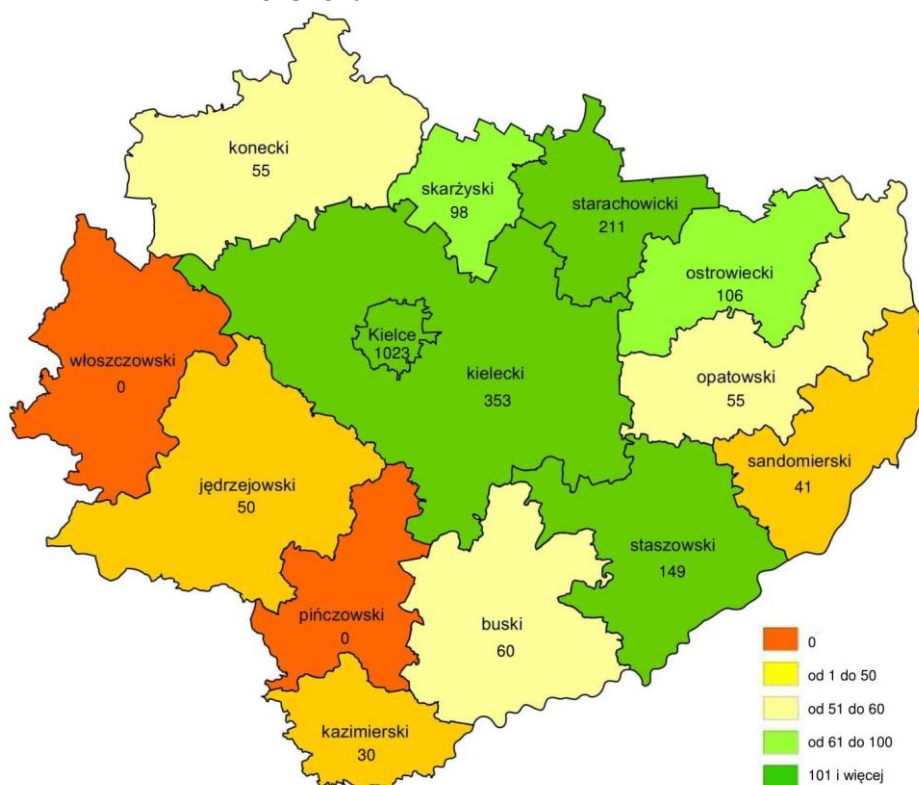 konecki
55
skarżyski
98
starachowicki
211
ostrowiecki
106
włoszczowski
0
Kielce
1023
kielecki
353
opatowski
55
sandomierski
41
jędrzejowski
50
staszowski
149
pińczowski
0
buski
60
kazimierski
30
0
od 1 do 50
od 51 do 60
od 61 do 100
101 i więcej